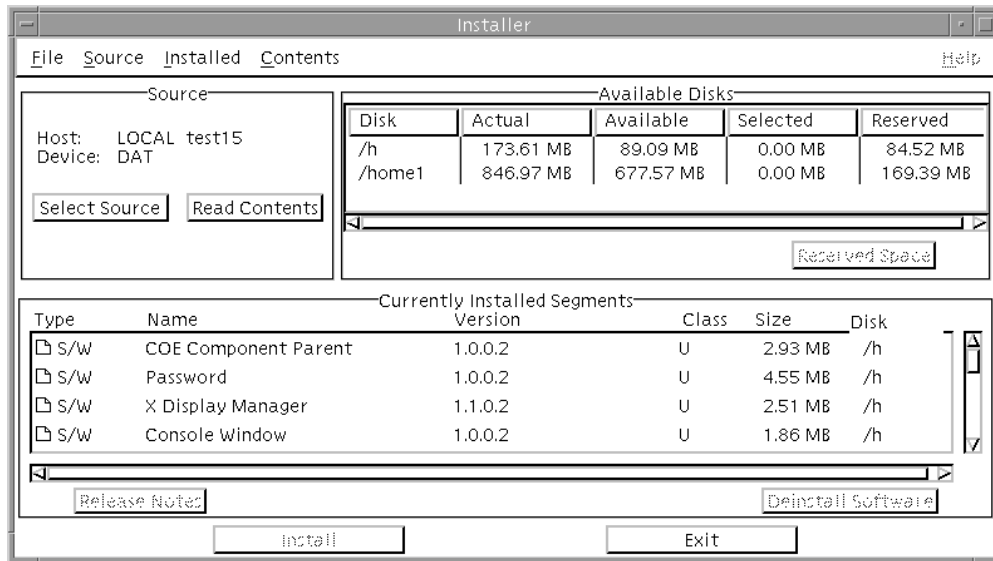 Installer
File Source Installed Contents Help
Source
Host: LOCAL test15
Device: DAT
Select Source Read Contents
Available Disks
Disk Actual Available Selected Reserved
/h 173.61 MB 89.09 MB 0.00 MB 84.52 MB
/home1 846.97 MB 677.57 MB 0.00 MB 169.39 MB
Reserved Space
Currently Installed Segments
Type Name Version Class Size Disk
S/W COE Component Parent 1.0.0.2 U 2.93 MB /h
S/W Password 1.0.0.2 U 4.55 MB /h
S/W X Display Manager 1.1.0.2 U 2.51 MB /h
S/W Console Window 1.0.0.2 U 1.86 MB /h
Release Notes Deinstall Software
Install Exit